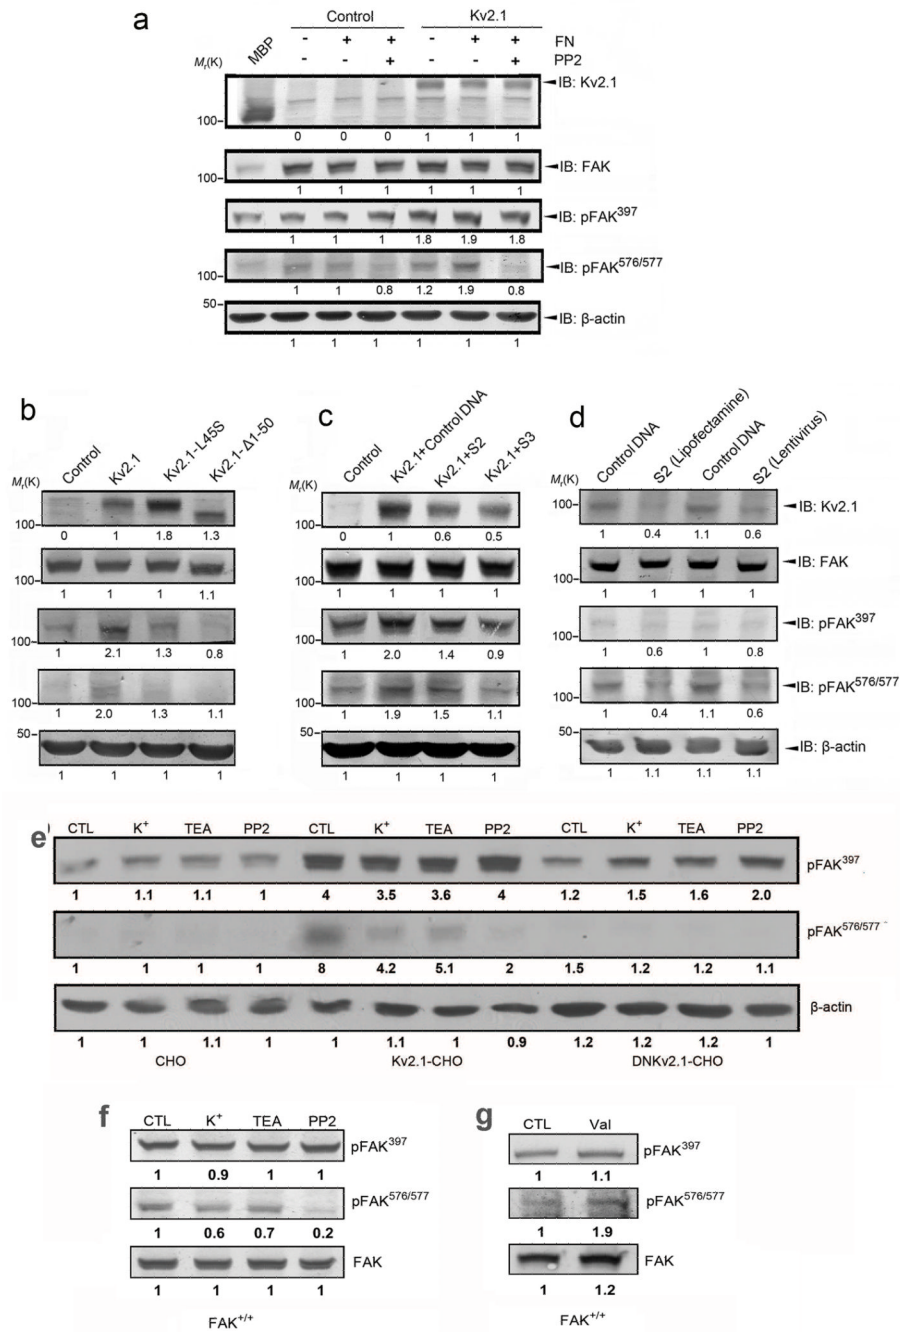 a
Control Kv2.1
MBP - + + - + + FN
Mr(K) - - + - - + PP2
IB: Kv2.1
100
0 0 0 1 1 1
IB: FAK
100
1 1 1 1 1 1
IB: pFAK397
1 1 1 1.8 1.9 1.8
IB: pFAK576/577
100
1 1 0.8 1.2 1.9 0.8
50
IB: β-actin
1 1 1 1 1 1
b
Control Kv2.1 Kv2.1-L45S Kv2.1-Δ1-50
Mr(K)
100
0 1 1.8 1.3
100
1 1 1 1.1
100
1 2.1 1.3 0.8
1 2.0 1.3 1.1
50
1 1 1 1
c
Control Kv2.1+Control DNA Kv2.1+S2 Kv2.1+S3
Mr(K)
100
0 1 0.6 0.5
100
1 1 1 1
100
1 2.0 1.4 0.9
100
1 1.9 1.5 1.1
50
1 1 1 1
d
Control DNA S2 (Lipofectamine) Control DNA S2 (Lentivirus)
Mr(K)
100 IB: Kv2.1
1 0.4 1.1 0.6
100 IB: FAK
1 1 1 1
100 IB: pFAK397
1 0.6 1 0.8
100 IB: pFAK576/577
1 0.4 1.1 0.6
50 IB: β-actin
1 1.1 1.1 1.1
e
CTL K+ TEA PP2 CTL K+ TEA PP2 CTL K+ TEA PP2
pFAK397
1 1.1 1.1 1 4 3.5 3.6 4 1.2 1.5 1.6 2.0
pFAK576/577
1 1 1 1 8 4.2 5.1 2 1.5 1.2 1.2 1.1
β-actin
1 1 1.1 1 1 1.1 1 0.9 1.2 1.2 1.2 1
CHO Kv2.1-CHO DNKv2.1-CHO
f
CTL K+ TEA PP2
pFAK397
1 0.9 1 1
pFAK576/577
1 0.6 0.7 0.2
FAK
1 1 1 1
FAK+/+
g
CTL Val
pFAK397
1 1.1
pFAK576/577
1 1.9
FAK
1 1.2
FAK+/+